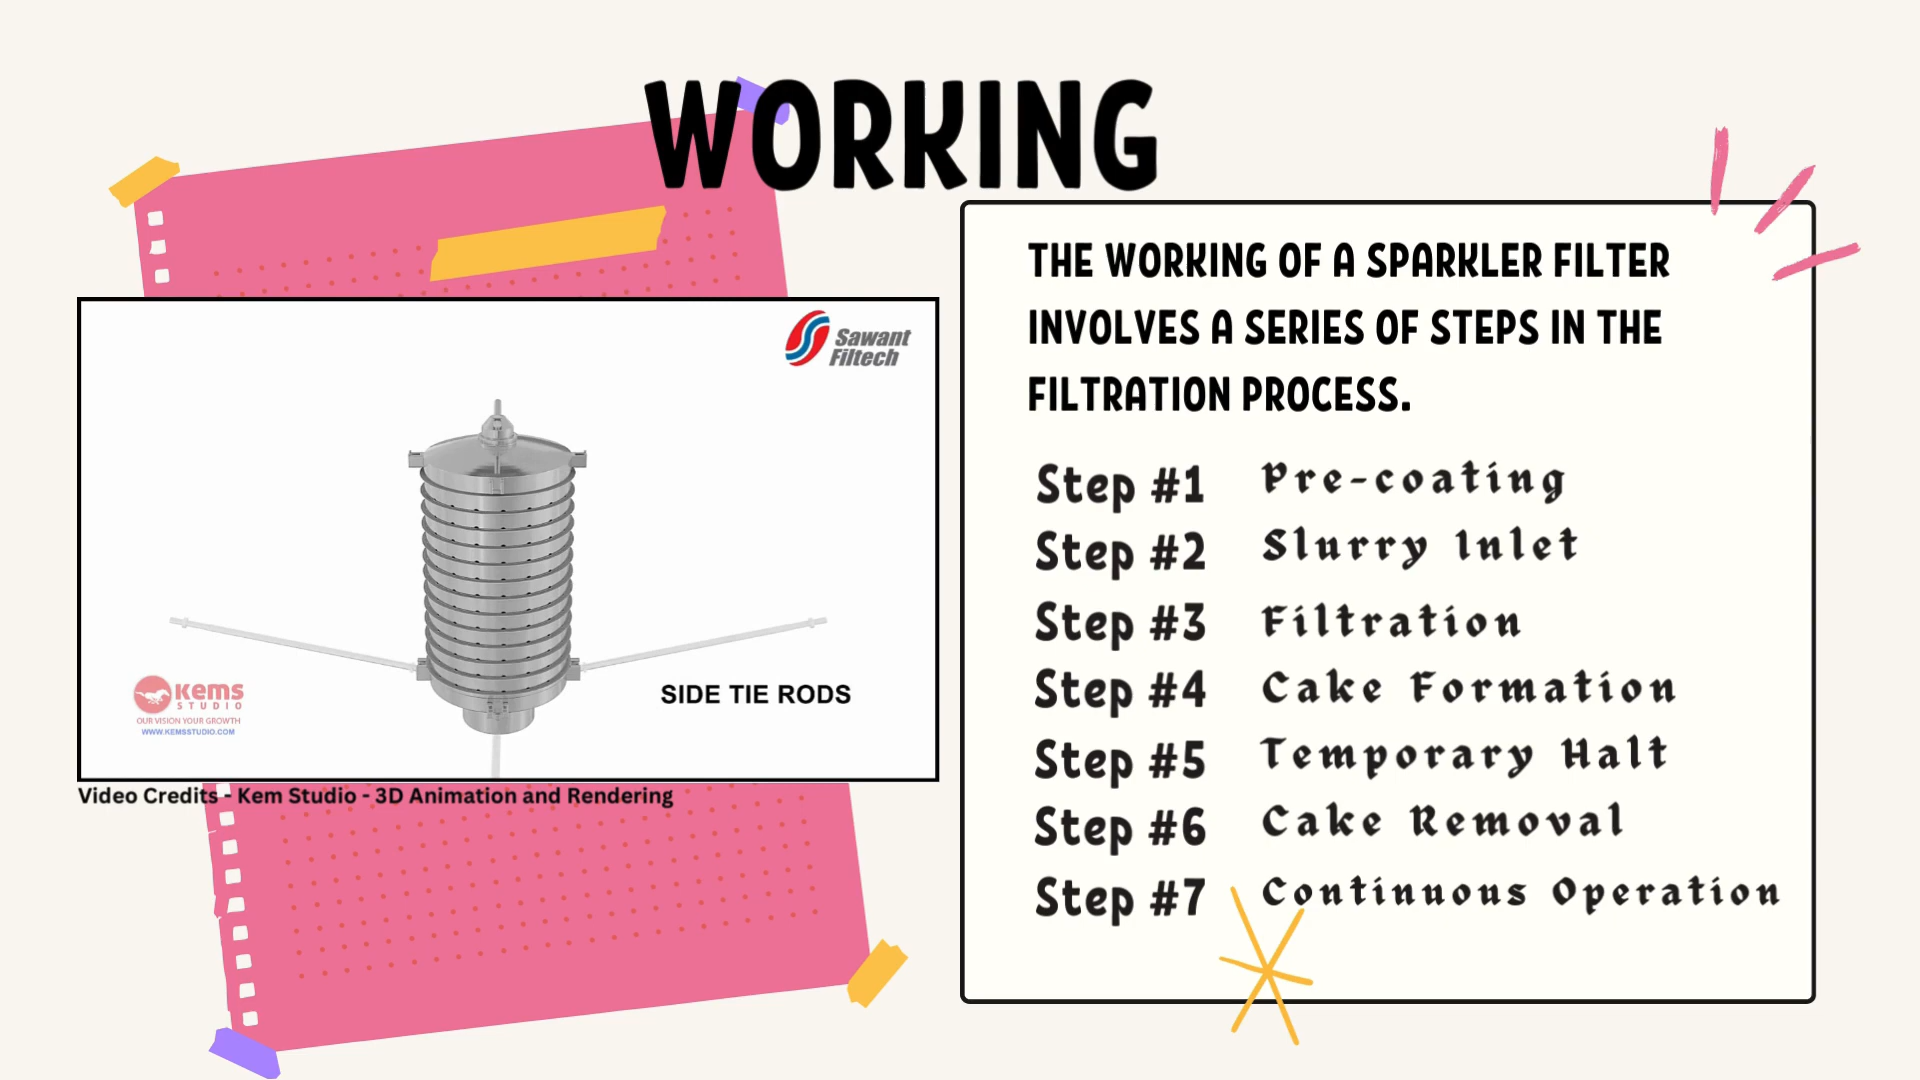 WORKING
Sawant
Filtech
SIDE TIE RODS
Kems
STUDIO
OUR VISION YOUR GROWTH
WWW.KEMSSTUDIO.COM
Video Credits - Kem Studio - 3D Animation and Rendering
THE WORKING OF A SPARKLER FILTER
INVOLVES A SERIES OF STEPS IN THE
FILTRATION PROCESS.
Step #1 Pre-coating
Step #2 Slurry Inlet
Step #3 Filtration
Step #4 Cake Formation
Step #5 Temporary Halt
Step #6 Cake Removal
Step #7 Continuous Operation